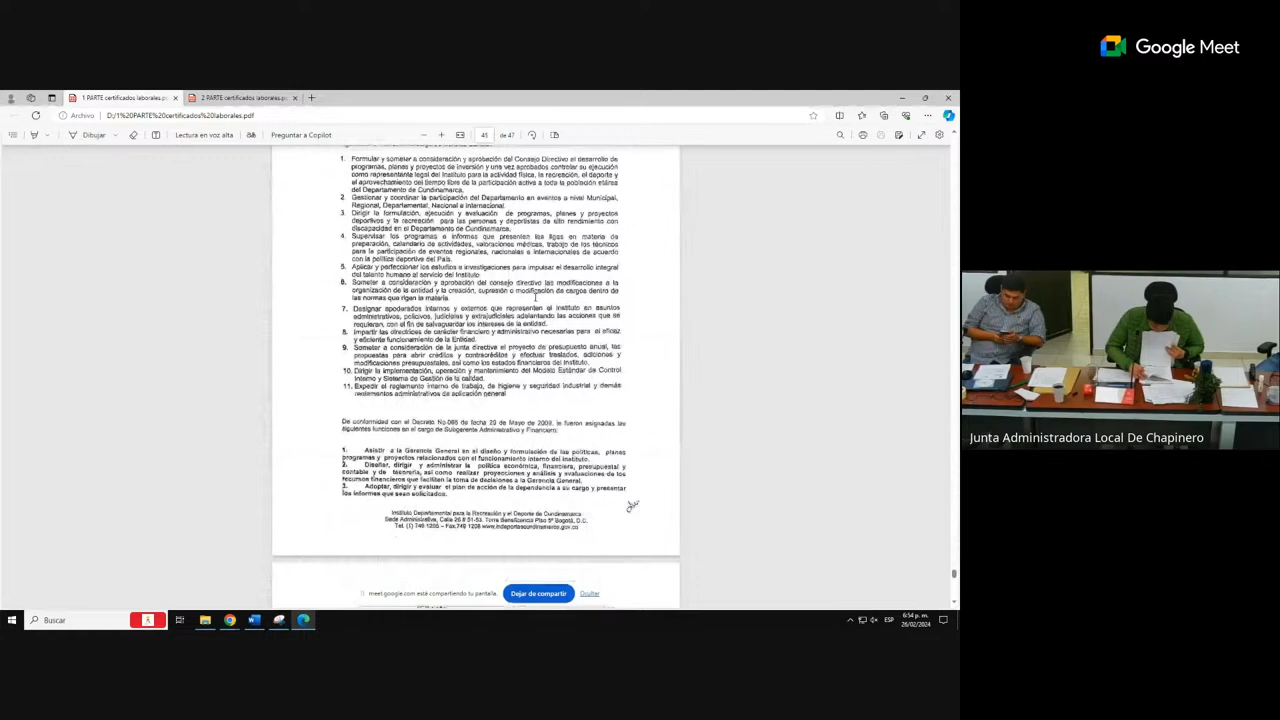 Google Meet
1 PARTE certificados laborales.p
2 PARTE certificados laborales.p
Archivo
D:/1%20PARTE%20certificados%20laborales.pdf
Dibujar
Lectura en voz alta
Preguntar a Copilot
45
de 47
1. Formular y someter a consideración y aprobación del Consejo Directivo el desarrollo de
programas, planes y proyectos de inversión y una vez aprobados controlar su ejecución
como representante legal del Instituto para la actividad física, la recreación, el deporte y
el aprovechamiento del tiempo libre de la participación activa a toda la población etárea
del Departamento de Cundinamarca.
2. Gestionar y coordinar la participación del Departamento en eventos a nivel Municipal,
Regional, Departamental, Nacional e Internacional.
3. Dirigir la formulación, ejecución y evaluación de programas, planes y proyectos
deportivos y la recreación para las personas y deportistas de alto rendimiento con
discapacidad en el Departamento de Cundinamarca.
4. Supervisar los programas e informes que presenten las ligas en materia de
preparación, calendario de actividades, valoraciones médicas, trabajo de los técnicos
para la participación de eventos regionales, nacionales e internacionales de acuerdo
con la política deportiva del País.
5. Aplicar y perfeccionar los estudios e investigaciones para impulsar el desarrollo integral
del talento humano al servicio del Instituto
6. Someter a consideración y aprobación del consejo directivo las modificaciones a la
organización de la entidad y la creación, supresión o modificación de cargos dentro de
las normas que rigen la materia.
7. Designar apoderados internos y externos que representen al Instituto en asuntos
administrativos, policivos, judiciales y extrajudiciales adelantando las acciones que se
requieran, con el fin de salvaguardar los intereses de la entidad.
8. Impartir las directrices de carácter financiero y administrativo necesarias para el eficaz
y eficiente funcionamiento de la Entidad.
9. Someter a consideración de la junta directiva el proyecto de presupuesto anual, las
propuestas para abrir créditos y contracréditos y efectuar traslados, adiciones y
modificaciones presupuestales, así como los estados financieros del Instituto.
10. Dirigir la implementación, operación y mantenimiento del Modelo Estándar de Control
Interno y Sistema de Gestión de la calidad.
11. Expedir el reglamento interno de trabajo, de higiene y seguridad industrial y demás
reglamentos administrativos de aplicación general
De conformidad con el Decreto No.086 de fecha 20 de Mayo de 2009, le fueron asignadas las
siguientes funciones en el cargo de Subgerente Administrativo y Financiero:
1. Asistir a la Gerencia General en el diseño y formulación de las políticas, planes
programas y proyectos relacionados con el funcionamiento interno del Instituto.
2. Diseñar, dirigir y administrar la política económica, financiera, presupuestal y
contable y de tesorería, así como realizar proyecciones y análisis y evaluaciones de los
recursos financieros que faciliten la toma de decisiones a la Gerencia General.
3. Adoptar, dirigir y evaluar el plan de acción de la dependencia a su cargo y presentar
los informes que sean solicitados.
Instituto Departamental para la Recreación y el Deporte de Cundinamarca
Sede Administrativa, Calle 26 # 51-53. Torre Beneficencia Piso 5º Bogotá, D.C.
Tel. (1) 749 1205 – Fax.749 1208 www.indeportescundinamarca.gov.co
meet.google.com está compartiendo tu pantalla.
Dejar de compartir
Ocultar
Buscar
ESP
6:54 p. m.
26/02/2024
Junta Administradora Local De Chapinero